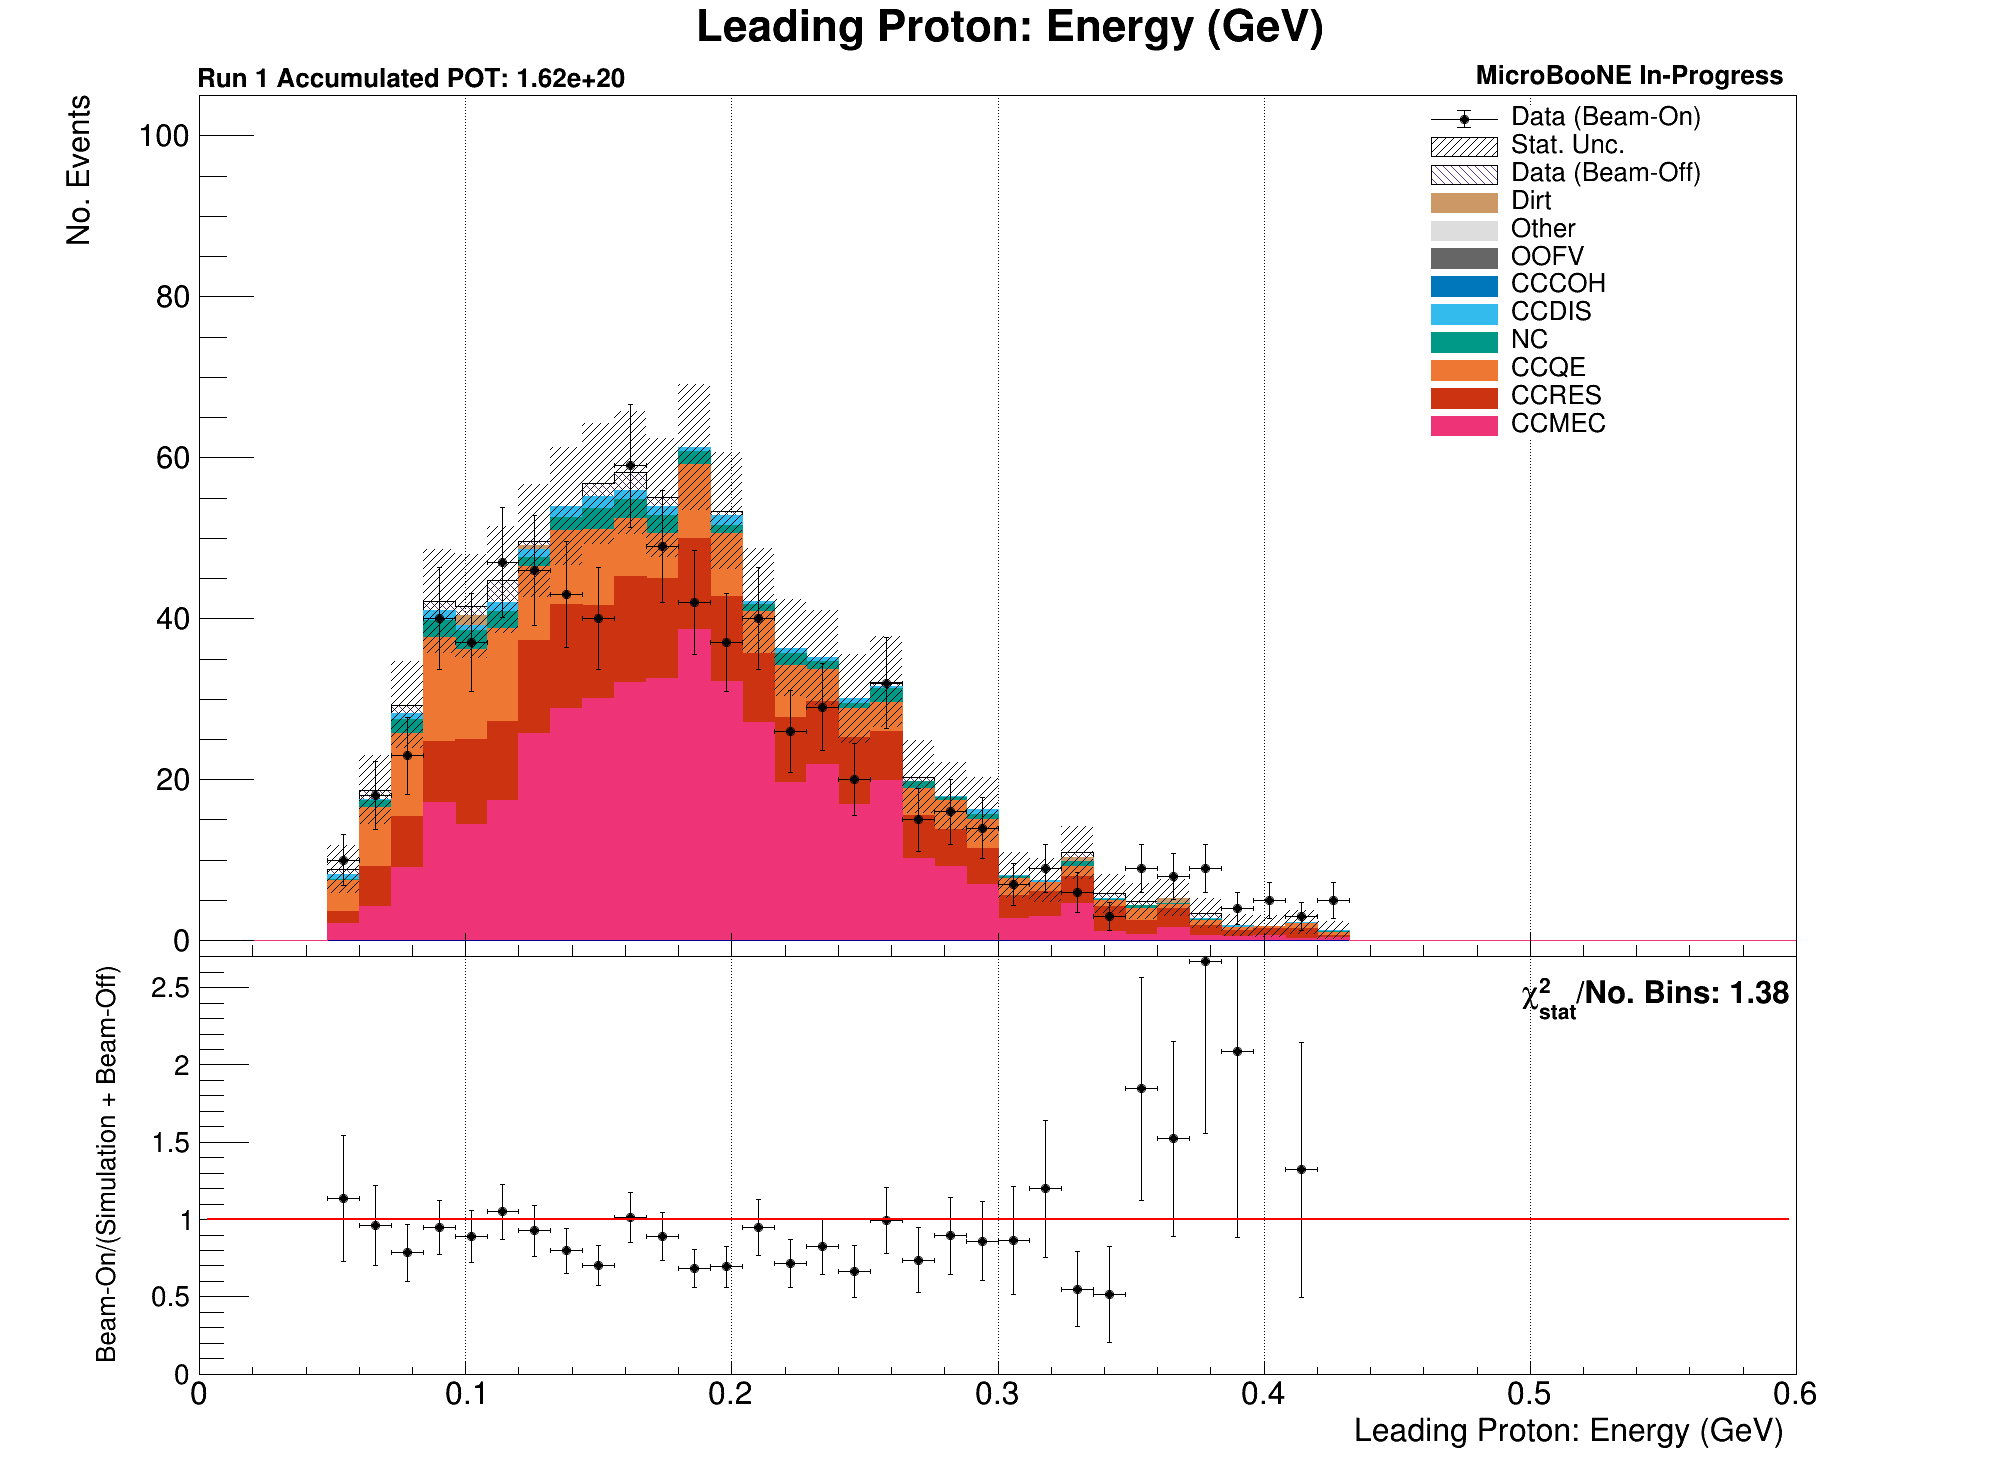 Leading Proton: Energy (GeV)
Run 1 Accumulated POT: 1.62e+20
MicroBooNE In-Progress
No. Events
100
80
60
40
20
0
Data (Beam-On)
Stat. Unc.
Data (Beam-Off)
Dirt
Other
OOFV
CCCOH
CCDIS
NC
CCQE
CCRES
CCMEC
Beam-On/(Simulation + Beam-Off)
2.5
2
1.5
1
0.5
0
χ²stat/No. Bins: 1.38
0 0.1 0.2 0.3 0.4 0.5 0.6
Leading Proton: Energy (GeV)